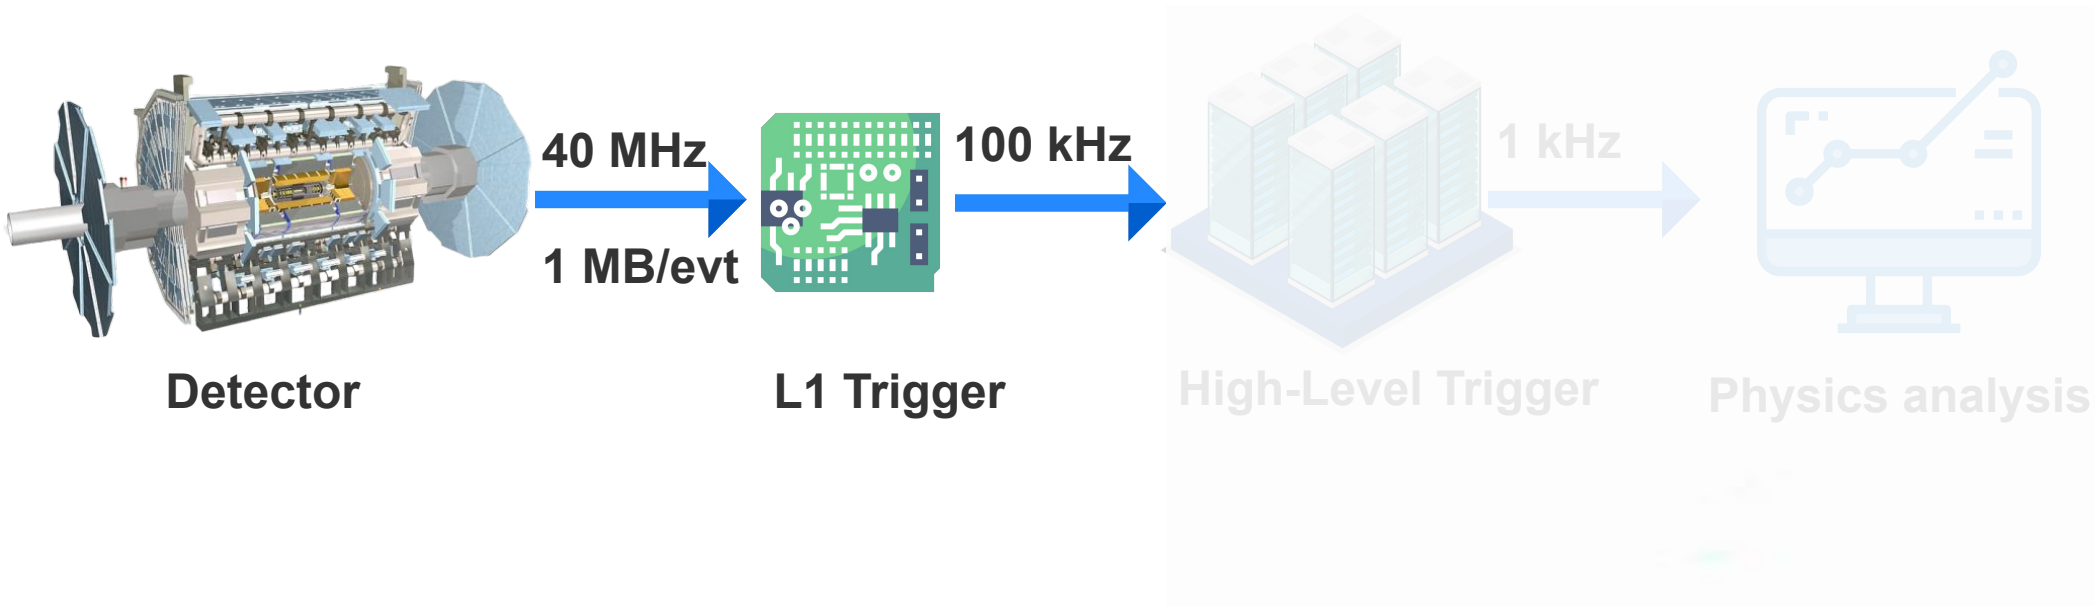 40 MHz
1 MB/evt
100 kHz
1 kHz
Detector
L1 Trigger
High-Level Trigger
Physics analysis